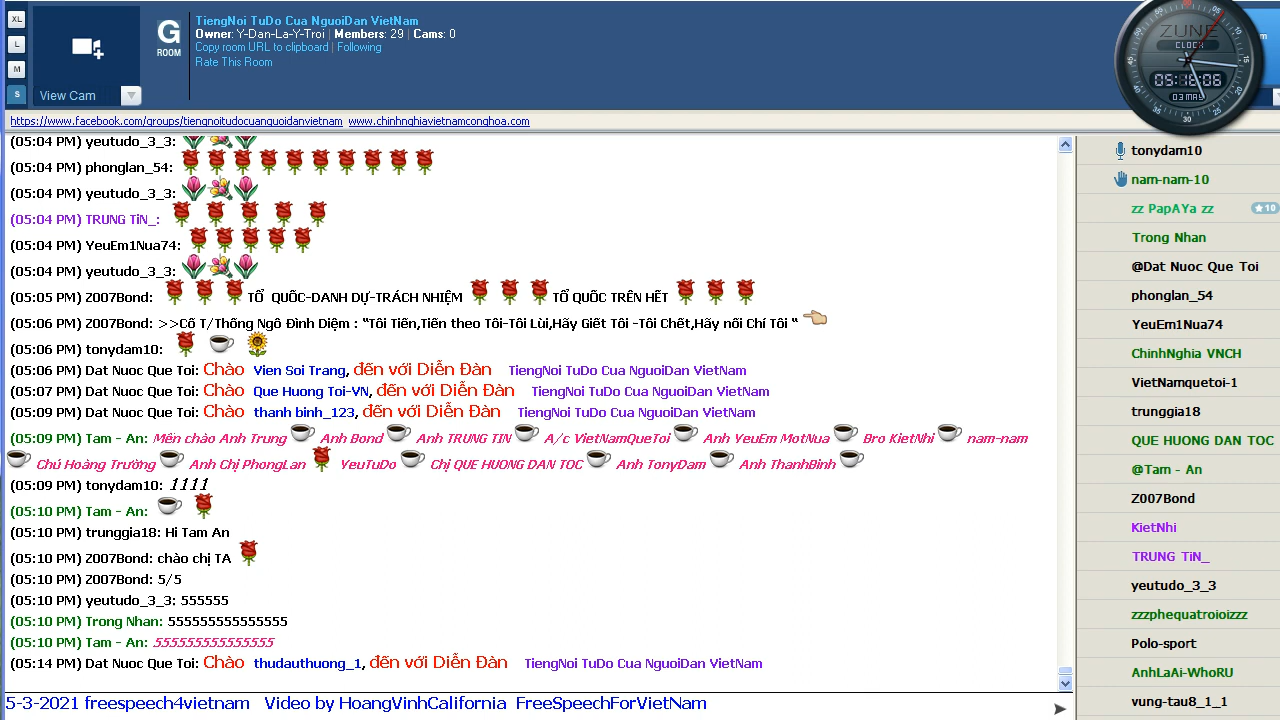 XL
L
M
S
View Cam
G
ROOM
TiengNoi TuDo Cua NguoiDan VietNam
Owner: Y-Dan-La-Y-Troi | Members: 29 | Cams: 0
Copy room URL to clipboard | Following
Rate This Room
ZUNE
CLOCK
05:16:08
03 MAY
https://www.facebook.com/groups/tiengnoitudocuanguoidanvietnam www.chinhnghiavietnamconghoa.com
(05:04 PM) yeutudo_3_3:
(05:04 PM) phonglan_54:
(05:04 PM) yeutudo_3_3:
(05:04 PM) TRUNG TiN_:
(05:04 PM) YeuEm1Nua74:
(05:04 PM) yeutudo_3_3:
(05:05 PM) Z007Bond: TỔ QUỐC-DANH DỰ-TRÁCH NHIỆM TỔ QUỐC TRÊN HẾT
(05:06 PM) Z007Bond: >>Cố T/Thống Ngô Đình Diệm : "Tôi Tiến,Tiến theo Tôi-Tôi Lùi,Hãy Giết Tôi -Tôi Chết,Hãy nối Chí Tôi "
(05:06 PM) tonydam10:
(05:06 PM) Dat Nuoc Que Toi: Chào Vien Soi Trang, đến với Diễn Đàn TiengNoi TuDo Cua NguoiDan VietNam
(05:07 PM) Dat Nuoc Que Toi: Chào Que Huong Toi-VN, đến với Diễn Đàn TiengNoi TuDo Cua NguoiDan VietNam
(05:09 PM) Dat Nuoc Que Toi: Chào thanh binh_123, đến với Diễn Đàn TiengNoi TuDo Cua NguoiDan VietNam
(05:09 PM) Tam - An: Mến chào Anh Trung Anh Bond Anh TRUNG TIN A/c VietNamQueToi Anh YeuEm MotNua Bro KietNhi nam-nam
Chú Hoàng Trường Anh Chị PhongLan YeuTuDo Chị QUE HUONG DAN TOC Anh TonyDam Anh ThanhBinh
(05:09 PM) tonydam10: 1111
(05:10 PM) Tam - An:
(05:10 PM) trunggia18: Hi Tam An
(05:10 PM) Z007Bond: chào chị TA
(05:10 PM) Z007Bond: 5/5
(05:10 PM) yeutudo_3_3: 555555
(05:10 PM) Trong Nhan: 555555555555555
(05:10 PM) Tam - An: 555555555555555
(05:14 PM) Dat Nuoc Que Toi: Chào thudauthuong_1, đến với Diễn Đàn TiengNoi TuDo Cua NguoiDan VietNam
5-3-2021 freespeech4vietnam Video by HoangVinhCalifornia FreeSpeechForVietNam
tonydam10
nam-nam-10
zz PapAYa zz ★10
Trong Nhan
@Dat Nuoc Que Toi
phonglan_54
YeuEm1Nua74
ChinhNghia VNCH
VietNamquetoi-1
trunggia18
QUE HUONG DAN TOC
@Tam - An
Z007Bond
KietNhi
TRUNG TiN_
yeutudo_3_3
zzzphequatroioizzz
Polo-sport
AnhLaAi-WhoRU
vung-tau8_1_1